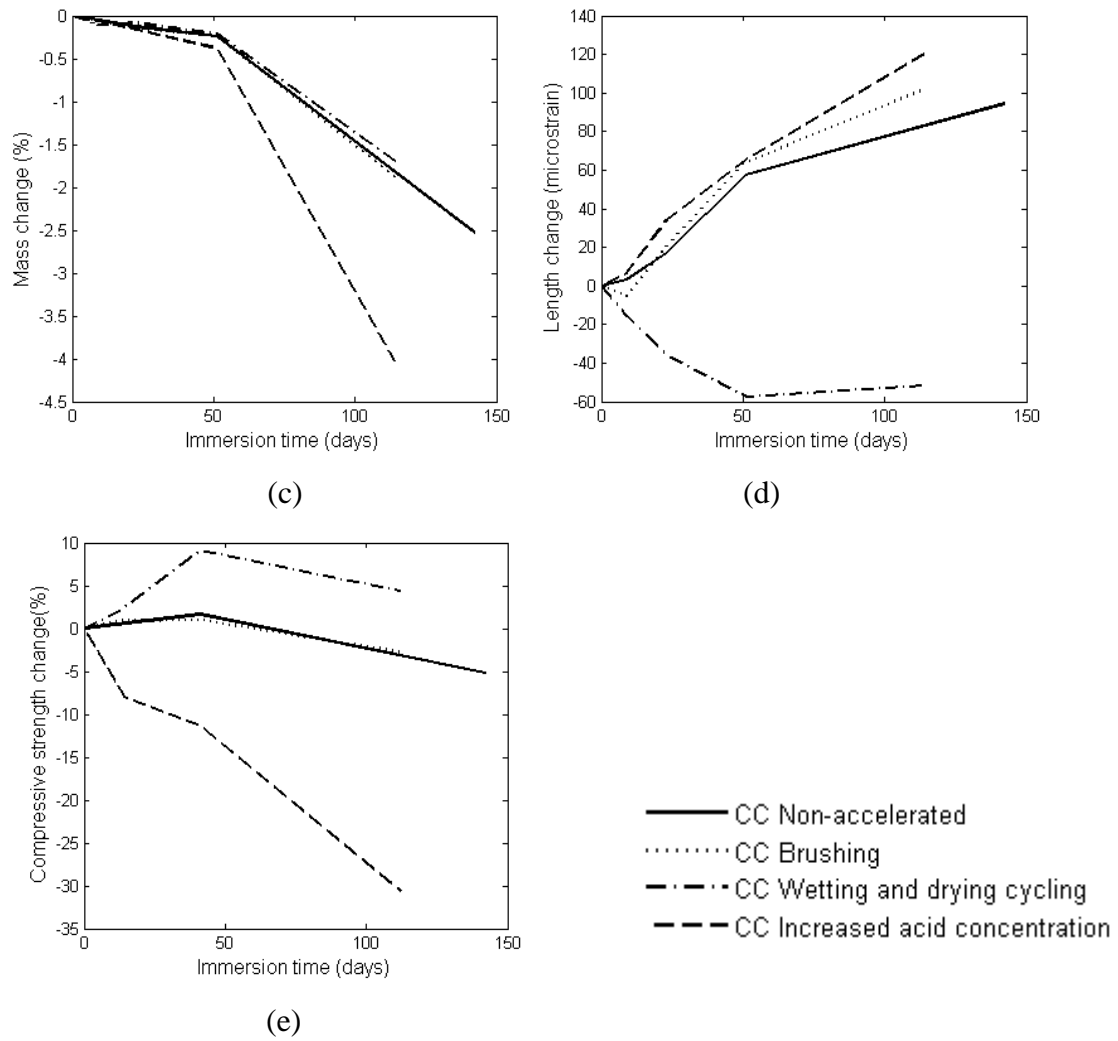 0
-0.5
-1
-1.5
-2
-2.5
-3
-3.5
-4
-4.5
Mass change (%)
0 50 100 150
Immersion time (days)
(c)
140
120
100
80
60
40
20
0
-20
-40
-60
Length change (microstrain)
0 50 100 150
Immersion time (days)
(d)
10
5
0
-5
-10
-15
-20
-25
-30
-35
Compressive strength change(%)
0 50 100 150
Immersion time (days)
(e)
CC Non-accelerated
CC Brushing
CC Wetting and drying cycling
CC Increased acid concentration